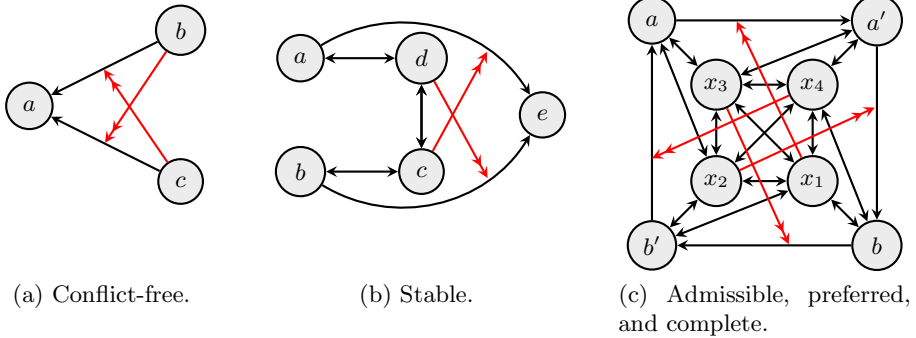 b
a
c
a
d
e
b
c
a
a′
x3
x4
x2
x1
b′
b
(a) Conflict-free.
(b) Stable.
(c) Admissible, preferred,
and complete.